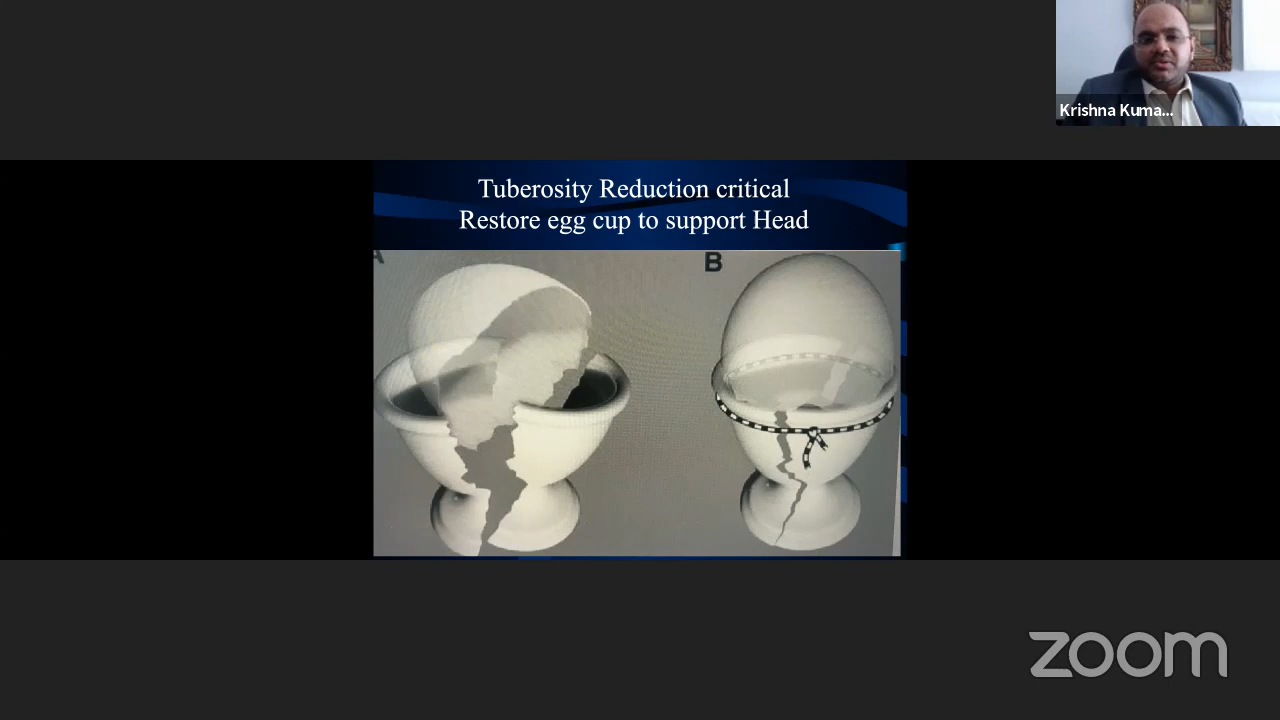 Krishna Kuma...
Tuberosity Reduction critical
Restore egg cup to support Head
A
B
zoom